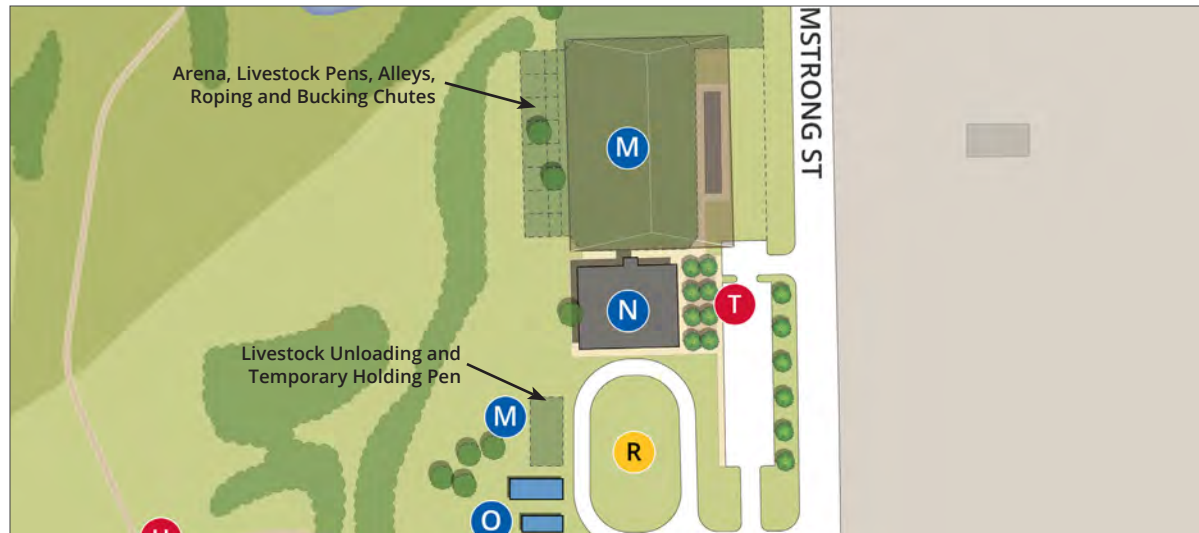 Arena, Livestock Pens, Alleys,
Roping and Bucking Chutes
M
MSTRONG ST
N
T
Livestock Unloading and
Temporary Holding Pen
M
R
O